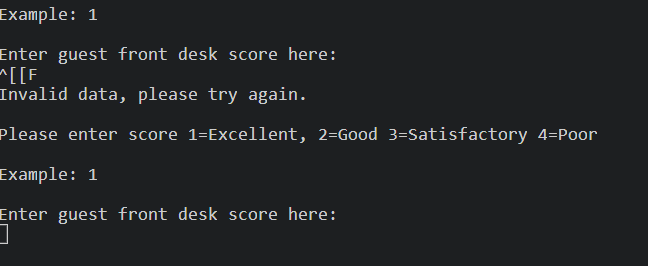 Example: 1
Enter guest front desk score here:
^[[F
Invalid data, please try again.
Please enter score 1=Excellent, 2=Good 3=Satisfactory 4=Poor
Example: 1
Enter guest front desk score here: